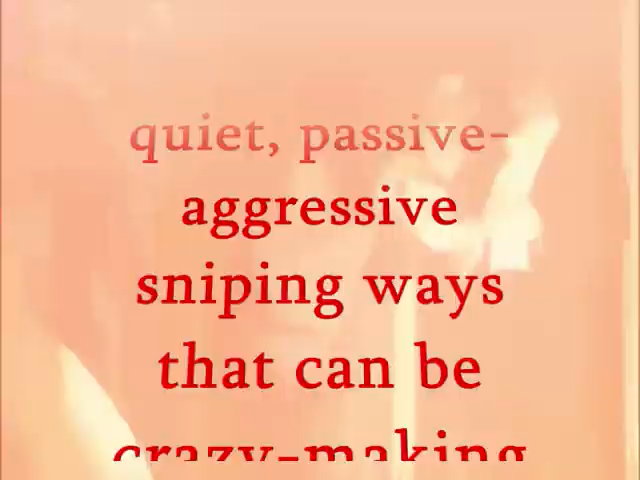 quiet, passive-
aggressive
sniping ways
that can be
crazy-making